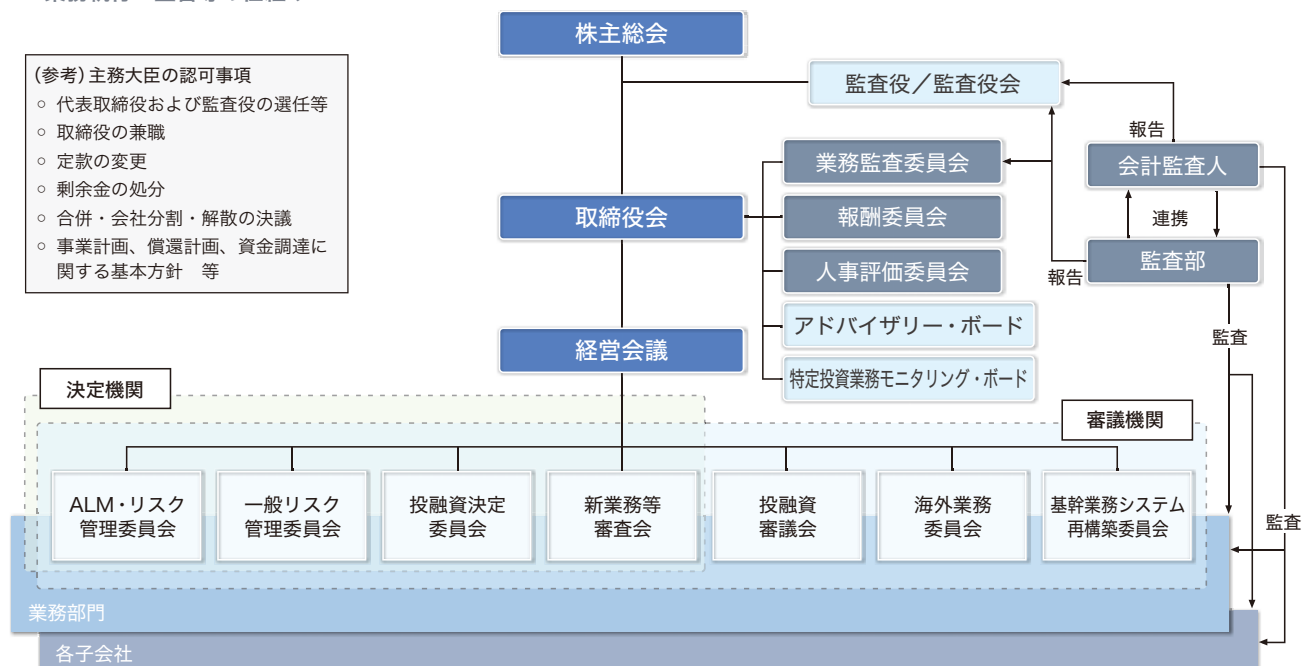 株主総会
(参考)主務大臣の認可事項
○ 代表取締役および監査役の選任等
○ 取締役の兼職
○ 定款の変更
○ 剰余金の処分
○ 合併・会社分割・解散の決議
○ 事業計画、償還計画、資金調達に
関する基本方針 等
監査役／監査役会
報告
業務監査委員会
会計監査人
取締役会
報酬委員会
連携
人事評価委員会
報告
監査部
アドバイザリー・ボード
監査
経営会議
特定投資業務モニタリング・ボード
決定機関
審議機関
ALM・リスク
管理委員会
一般リスク
管理委員会
投融資決定
委員会
新業務等
審査会
投融資
審議会
海外業務
委員会
基幹業務システム
再構築委員会
監査
業務部門
各子会社